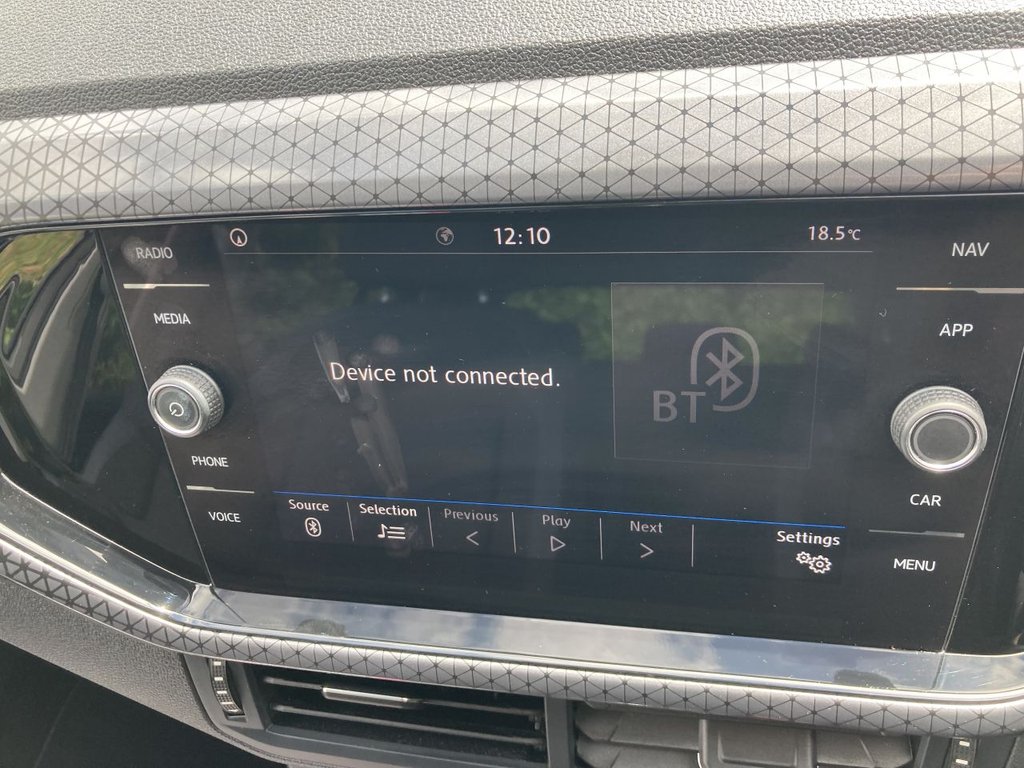 RADIO
12:10
18.5°C
NAV
MEDIA
APP
Device not connected.
BT
PHONE
CAR
VOICE
Source
Selection
Previous
Play
Next
Settings
MENU